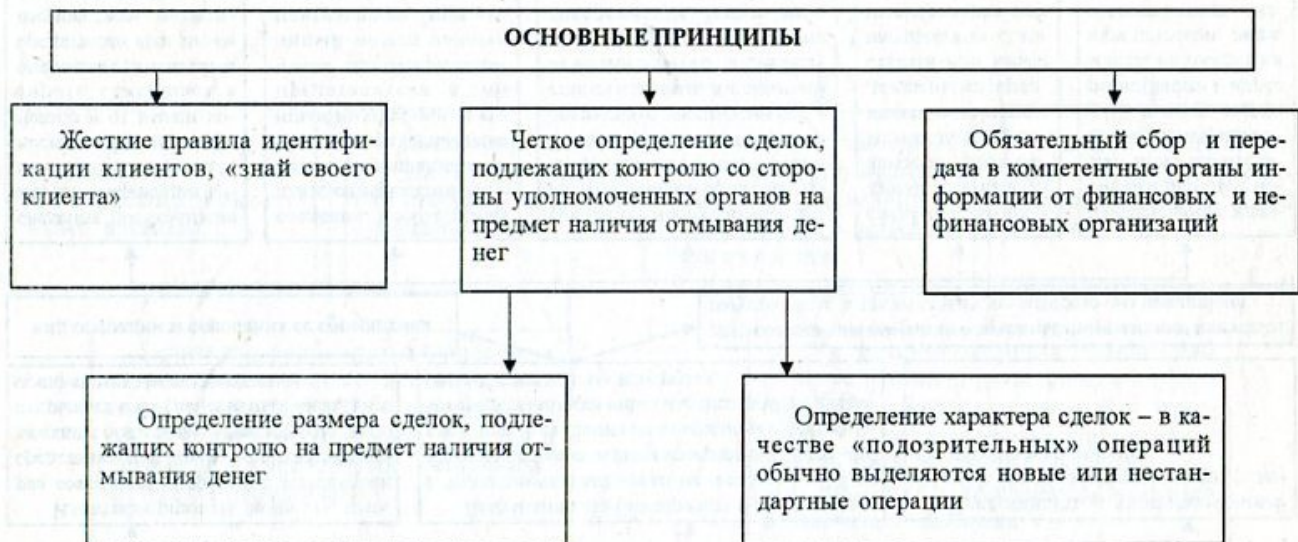 ОСНОВНЫЕ ПРИНЦИПЫ
Жесткие правила идентифи-
кации клиентов, «знай своего
клиента»
Четкое определение сделок,
подлежащих контролю со сторо-
ны уполномоченных органов на
предмет наличия отмывания де-
нег
Обязательный сбор и пере-
дача в компетентные органы ин-
формации от финансовых и не-
финансовых организаций
Определение размера сделок, подле-
жащих контролю на предмет наличия от-
мывания денег
Определение характера сделок – в ка-
честве «подозрительных» операций
обычно выделяются новые или нестан-
дартные операции